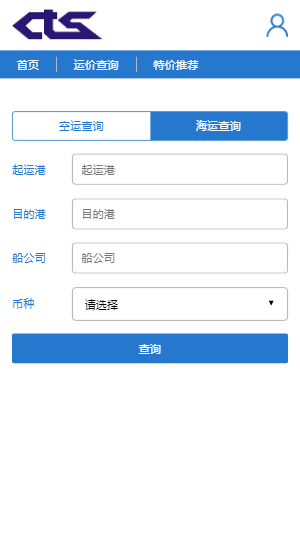 cts
首页 运价查询 特价推荐
空运查询 海运查询
起运港 起运港
目的港 目的港
船公司 船公司
币种 请选择
查询